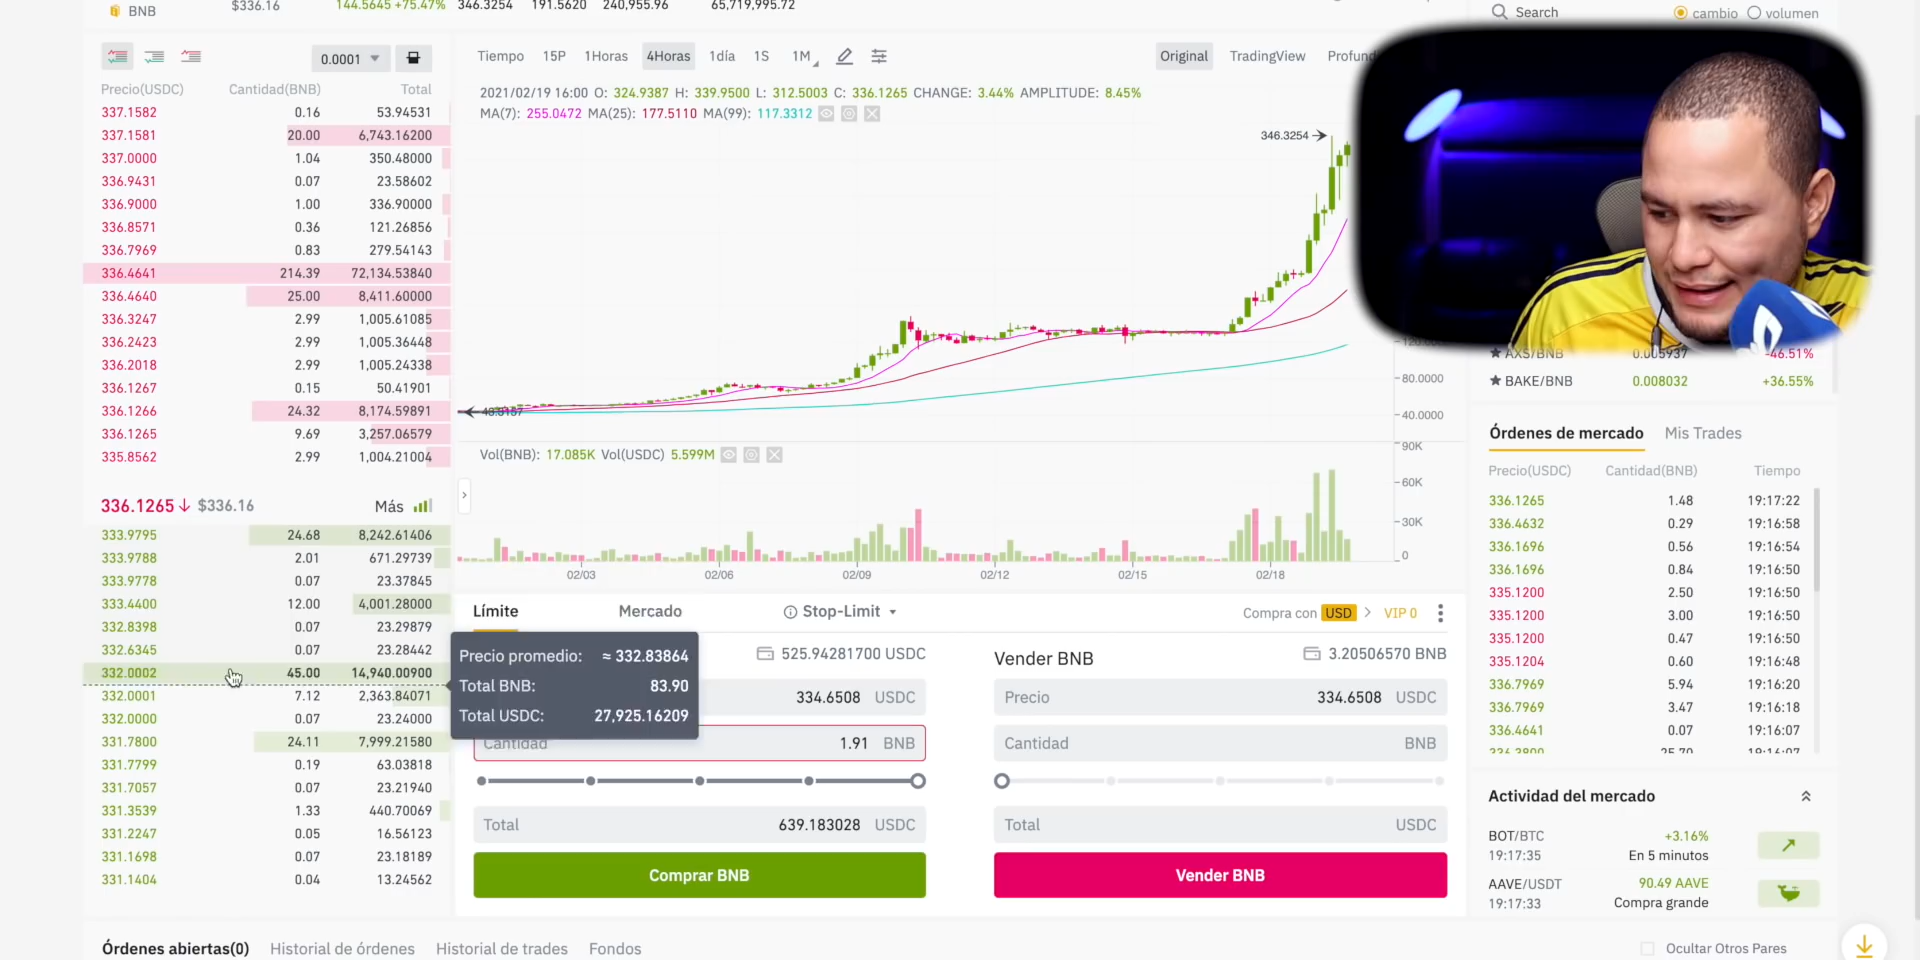 BNB
$336.16
144.5645 +75.47%
346.3254
191.5620
240,955.96
65,719,995.72
Search
cambio
volumen
0.0001
Tiempo 15P 1Horas 4Horas 1día 1S 1M
Original TradingView
Precio(USDC) Cantidad(BNB) Total
337.1582 0.16 53.94531
337.1581 20.00 6,743.16200
337.0000 1.04 350.48000
336.9431 0.07 23.58602
336.9000 1.00 336.90000
336.8571 0.36 121.26856
336.7969 0.83 279.54143
336.4641 214.39 72,134.53840
336.4640 25.00 8,411.60000
336.3247 2.99 1,005.61085
336.2423 2.99 1,005.36448
336.2018 2.99 1,005.24338
336.1267 0.15 50.41901
336.1266 24.32 8,174.59891
336.1265 9.69 3,257.06579
335.8562 2.99 1,004.21004
336.1265 ↓ $336.16 Más
333.9795 24.68 8,242.61406
333.9788 2.01 671.29739
333.9778 0.07 23.37845
333.4400 12.00 4,001.28000
332.8398 0.07 23.29879
332.6345 0.07 23.28442
332.0002 45.00 14,940.00900
332.0001 7.12 2,363.84071
332.0000 0.07 23.24000
331.7800 24.11 7,999.21580
331.7799 0.19 63.03818
331.7057 0.07 23.21940
331.3539 1.33 440.70069
331.2247 0.05 16.56123
331.1698 0.07 23.18189
331.1404 0.04 13.24562
2021/02/19 16:00 O: 324.9387 H: 339.9500 L: 312.5003 C: 336.1265 CHANGE: 3.44% AMPLITUDE: 8.45%
MA(7): 255.0472 MA(25): 177.5110 MA(99): 117.3312
346.3254
80.0000
40.0000
Vol(BNB): 17.085K Vol(USDC) 5.599M
90K
60K
30K
0
02/03 02/06 02/09 02/12 02/15 02/18
Límite Mercado Stop-Limit
Compra con USD > VIP 0
Precio promedio: ≈ 332.83864
Total BNB: 83.90
Total USDC: 27,925.16209
525.94281700 USDC
334.6508 USDC
Cantidad 1.91 BNB
Total 639.183028 USDC
Comprar BNB
Vender BNB 3.20506570 BNB
Precio 334.6508 USDC
Cantidad BNB
Total USDC
Vender BNB
AXS/BNB 0.005937 -46.51%
BAKE/BNB 0.008032 +36.55%
Órdenes de mercado Mis Trades
Precio(USDC) Cantidad(BNB) Tiempo
336.1265 1.48 19:17:22
336.4632 0.29 19:16:58
336.1696 0.56 19:16:54
336.1696 0.84 19:16:50
335.1200 2.50 19:16:50
335.1200 3.00 19:16:50
335.1200 0.47 19:16:50
335.1204 0.60 19:16:48
336.7969 5.94 19:16:20
336.7969 3.47 19:16:18
336.4641 0.07 19:16:07
Actividad del mercado
BOT/BTC +3.16%
19:17:35 En 5 minutos
AAVE/USDT 90.49 AAVE
19:17:33 Compra grande
Órdenes abiertas(0) Historial de órdenes Historial de trades Fondos
Ocultar Otros Pares